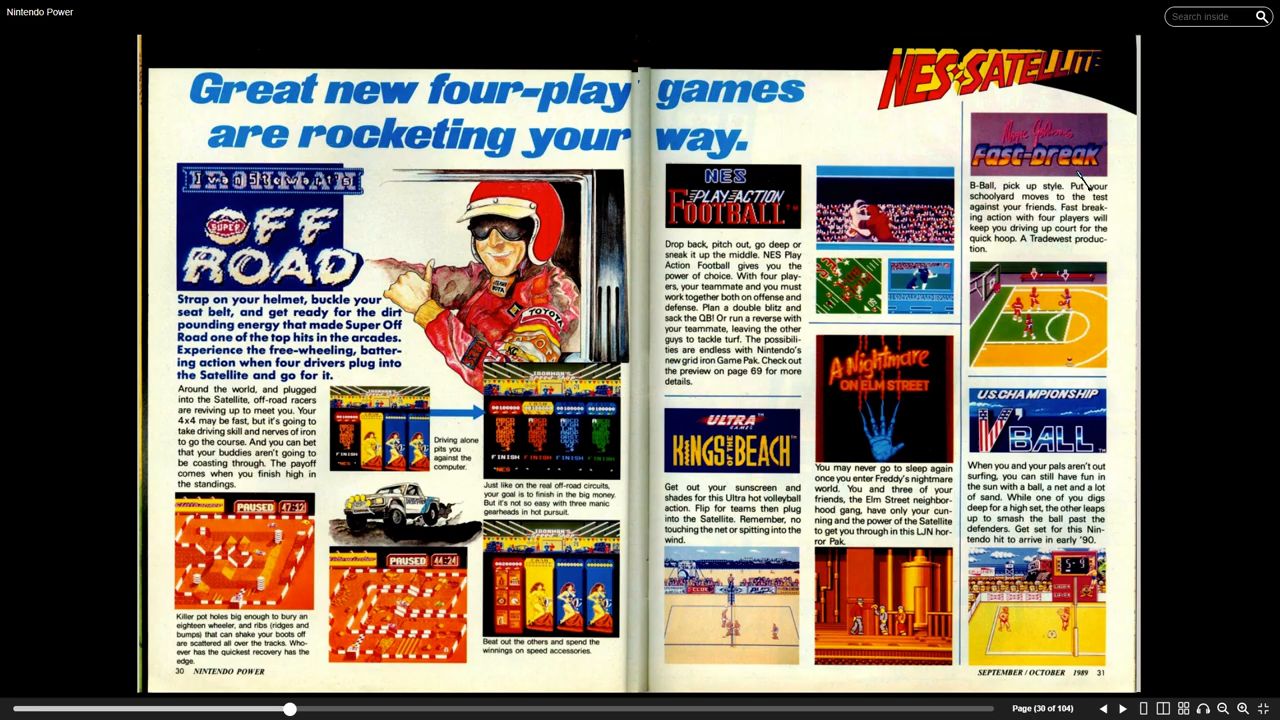 Nintendo Power
Search inside
Great new four-play games
are rocketing your way.
NES★SATELLITE
Ivan Stewart's
IRONMAN
SUPER
OFF
ROAD
Strap on your helmet, buckle your
seat belt, and get ready for the dirt
pounding energy that made Super Off
Road one of the top hits in the arcades.
Experience the free-wheeling, batter-
ing action when four drivers plug into
the Satellite and go for it.
Around the world, and plugged
into the Satellite, off-road racers
are reviving up to meet you. Your
4x4 may be fast, but it's going to
take driving skill and nerves of iron
to go the course. And you can bet
that your buddies aren't going to
be coasting through. The payoff
comes when you finish high in
the standings.
TOYOTA
Driving alone
pits you
against the
computer.
FINISH
FINISH FINISH FINISH FINISH
Just like on the real off-road circuits,
your goal is to finish in the big money.
But it's not so easy with three manic
gearheads in hot pursuit.
PAUSED 47:12
Killer pot holes big enough to bury an
eighteen wheeler, and ribs (ridges and
bumps) that can shake your boots off
are scattered all over the tracks. Who-
ever has the quickest recovery has the
edge.
PAUSED 44:24
Beat out the others and spend the
winnings on speed accessories.
30 NINTENDO POWER
NES
PLAY ACTION
FOOTBALL™
Drop back, pitch out, go deep or
sneak it up the middle. NES Play
Action Football gives you the
power of choice. With four play-
ers, your teammate and you must
work together both on offense and
defense. Plan a double blitz and
sack the QB! Or run a reverse with
your teammate, leaving the other
guys to tackle turf. The possibili-
ties are endless with Nintendo's
new grid iron Game Pak. Check out
the preview on page 69 for more
details.
ULTRA™
GAMES
KINGS OF THE BEACH™
Get out your sunscreen and
shades for this Ultra hot volleyball
action. Flip for teams then plug
into the Satellite. Remember, no
touching the net or spitting into the
wind.
A Nightmare
ON ELM STREET
You may never go to sleep again
once you enter Freddy's nightmare
world. You and three of your
friends, the Elm Street neighbor-
hood gang, have only your cun-
ning and the power of the Satellite
to get you through in this LJN hor-
ror Pak.
Magic Johnson's
Fast-break
B-Ball, pick up style. Put your
schoolyard moves to the test
against your friends. Fast break-
ing action with four players will
keep you driving up court for the
quick hoop. A Tradewest produc-
tion.
U.S. CHAMPIONSHIP
V'BALL™
When you and your pals aren't out
surfing, you can still have fun in
the sun with a ball, a net and a lot
of sand. While one of you digs
deep for a high set, the other leaps
up to smash the ball past the
defenders. Get set for this Nin-
tendo hit to arrive in early '90.
5-9
SEPTEMBER/OCTOBER 1989 31
Page (30 of 104)